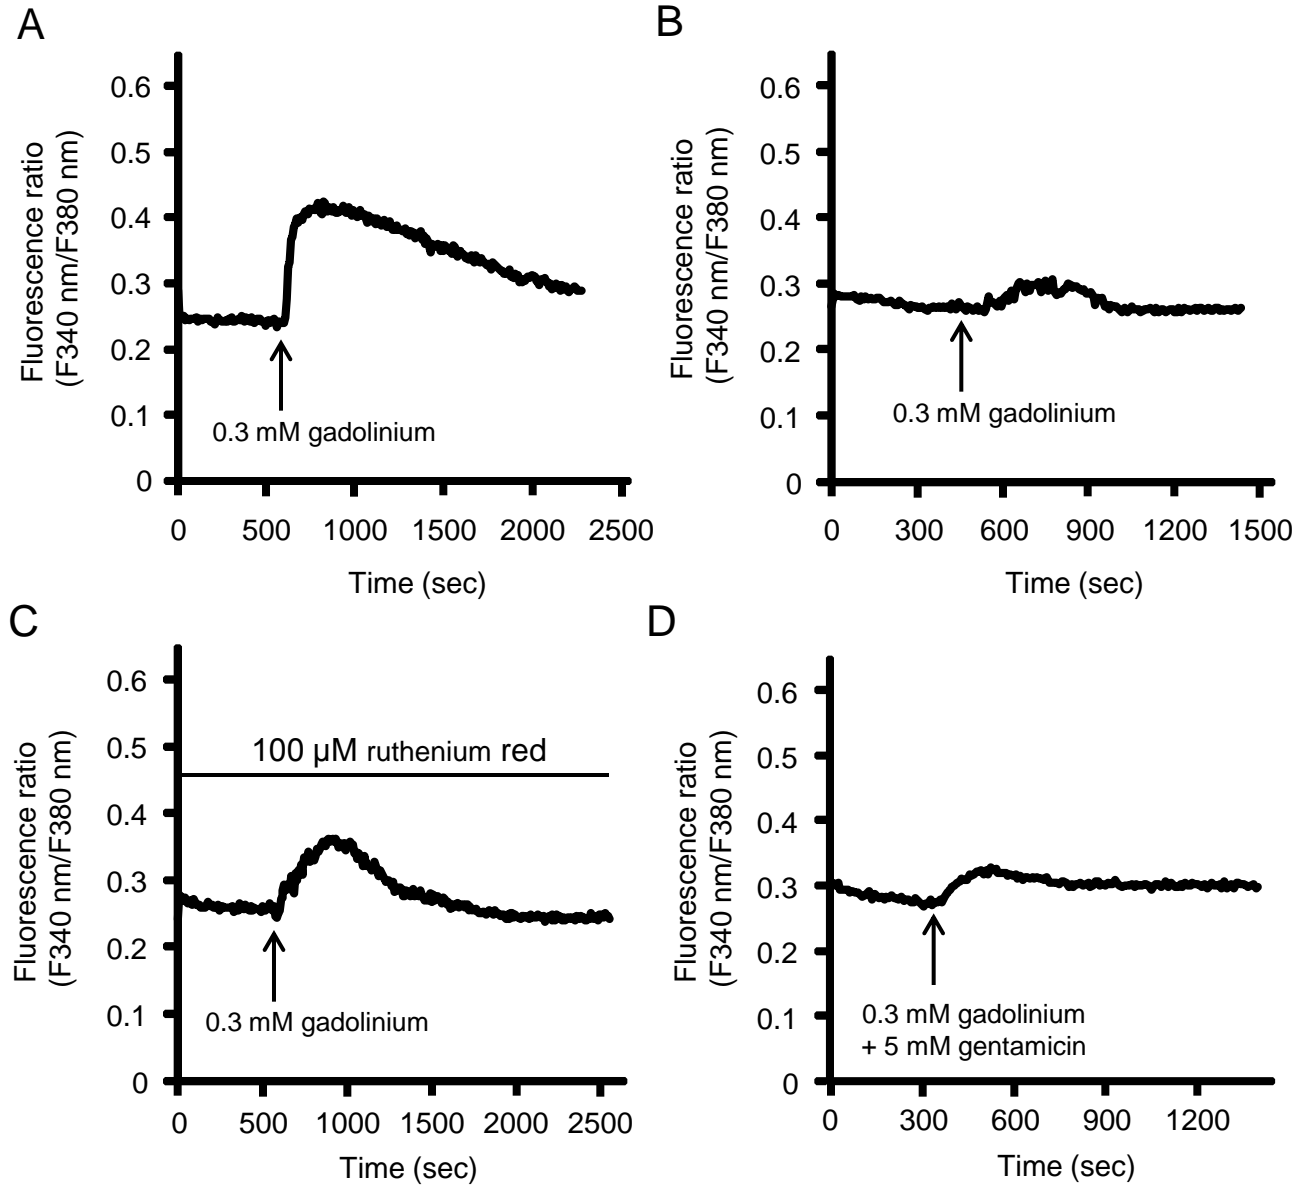 A
Fluorescence ratio
(F340 nm/F380 nm)
0.6
0.5
0.4
0.3
0.2
0.1
0
0.3 mM gadolinium
0 500 1000 1500 2000 2500
Time (sec)
B
Fluorescence ratio
(F340 nm/F380 nm)
0.6
0.5
0.4
0.3
0.2
0.1
0
0.3 mM gadolinium
0 300 600 900 1200 1500
Time (sec)
C
Fluorescence ratio
(F340 nm/F380 nm)
0.6
0.5
0.4
0.3
0.2
0.1
0
100 µM ruthenium red
0.3 mM gadolinium
0 500 1000 1500 2000 2500
Time (sec)
D
Fluorescence ratio
(F340 nm/F380 nm)
0.6
0.5
0.4
0.3
0.2
0.1
0
0.3 mM gadolinium
+ 5 mM gentamicin
0 300 600 900 1200
Time (sec)